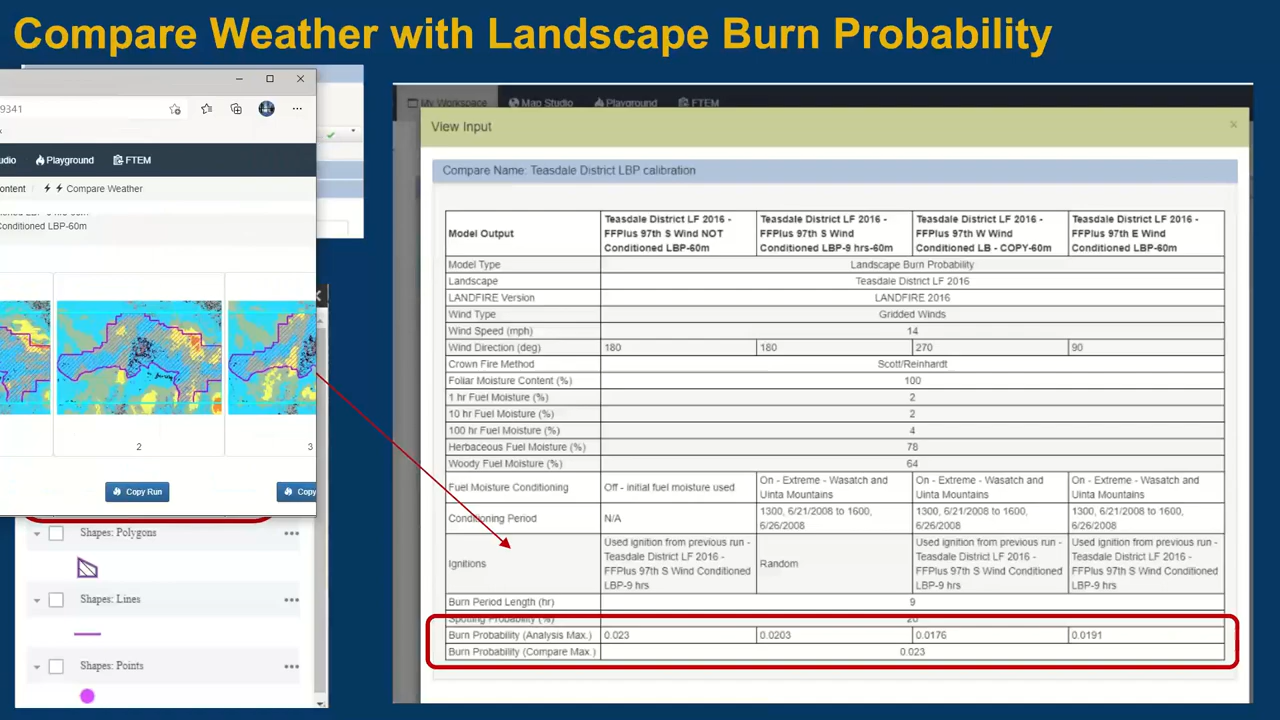 Compare Weather with Landscape Burn Probability
9341
Playground
FTEM
Compare Weather
Conditioned LBP-60m
2
3
Copy Run
Copy
Shapes: Polygons
Shapes: Lines
Shapes: Points
My Workspace
Map Studio
Playground
FTEM
View Input
×
Compare Name: Teasdale District LBP calibration
Model Output
Teasdale District LF 2016 -
FFPlus 97th S Wind NOT
Conditioned LBP-60m
Teasdale District LF 2016 -
FFPlus 97th S Wind
Conditioned LBP-9 hrs-60m
Teasdale District LF 2016 -
FFPlus 97th W Wind
Conditioned LB - COPY-60m
Teasdale District LF 2016 -
FFPlus 97th E Wind
Conditioned LBP-60m
Model Type Landscape Burn Probability
Landscape Teasdale District LF 2016
LANDFIRE Version LANDFIRE 2016
Wind Type Gridded Winds
Wind Speed (mph) 14
Wind Direction (deg) 180 180 270 90
Crown Fire Method Scott/Reinhardt
Foliar Moisture Content (%) 100
1 hr Fuel Moisture (%) 2
10 hr Fuel Moisture (%) 2
100 hr Fuel Moisture (%) 4
Herbaceous Fuel Moisture (%) 78
Woody Fuel Moisture (%) 64
Fuel Moisture Conditioning
Off - initial fuel moisture used
On - Extreme - Wasatch and
Uinta Mountains
On - Extreme - Wasatch and
Uinta Mountains
On - Extreme - Wasatch and
Uinta Mountains
Conditioning Period
N/A
1300, 6/21/2008 to 1600,
6/26/2008
1300, 6/21/2008 to 1600,
6/26/2008
1300, 6/21/2008 to 1600,
6/26/2008
Ignitions
Used ignition from previous run -
Teasdale District LF 2016 -
FFPlus 97th S Wind Conditioned
LBP-9 hrs
Random
Used ignition from previous run -
Teasdale District LF 2016 -
FFPlus 97th S Wind Conditioned
LBP-9 hrs
Used ignition from previous run -
Teasdale District LF 2016 -
FFPlus 97th S Wind Conditioned
LBP-9 hrs
Burn Period Length (hr) 9
Spotting Probability (%) 20
Burn Probability (Analysis Max.) 0.023 0.0203 0.0176 0.0191
Burn Probability (Compare Max.) 0.023